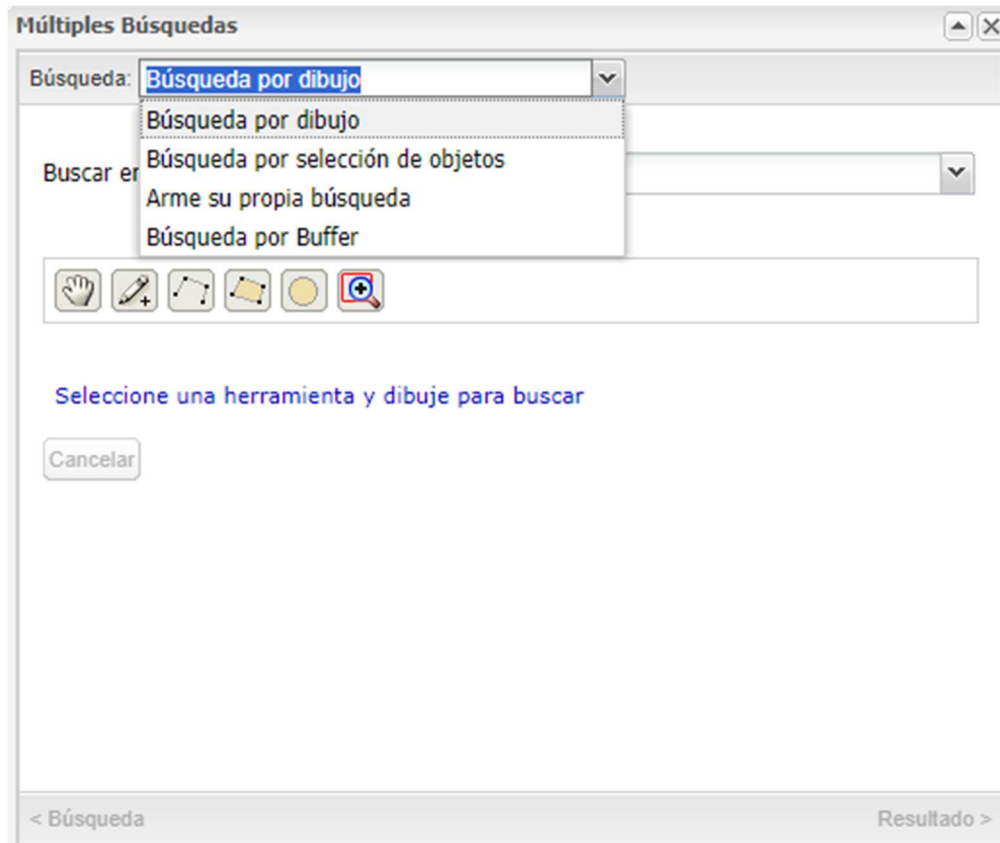 Múltiples Búsquedas
Búsqueda: Búsqueda por dibujo
Búsqueda por dibujo
Búsqueda por selección de objetos
Arme su propia búsqueda
Búsqueda por Buffer
Buscar
Seleccione una herramienta y dibuje para buscar
Cancelar
< Búsqueda
Resultado >